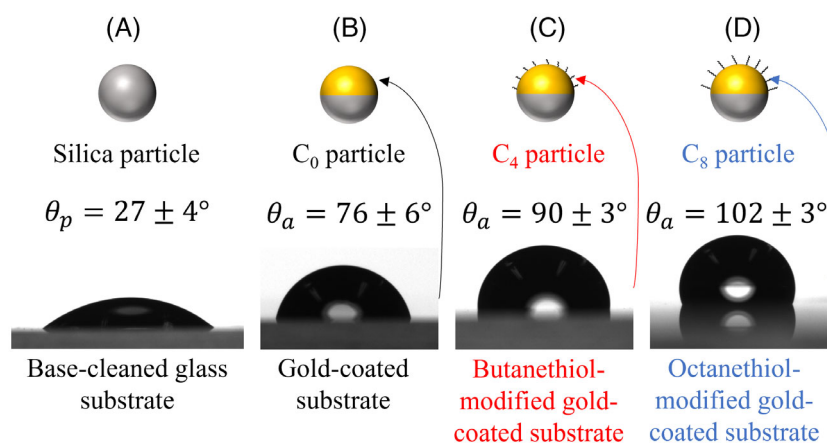 (A)
(B)
(C)
(D)
Silica particle
C₀ particle
C₄ particle
C₈ particle
θₚ = 27 ± 4°
θₐ = 76 ± 6°
θₐ = 90 ± 3°
θₐ = 102 ± 3°
Base-cleaned glass
substrate
Gold-coated
substrate
Butanethiol-
modified gold-
coated substrate
Octanethiol-
modified gold-
coated substrate